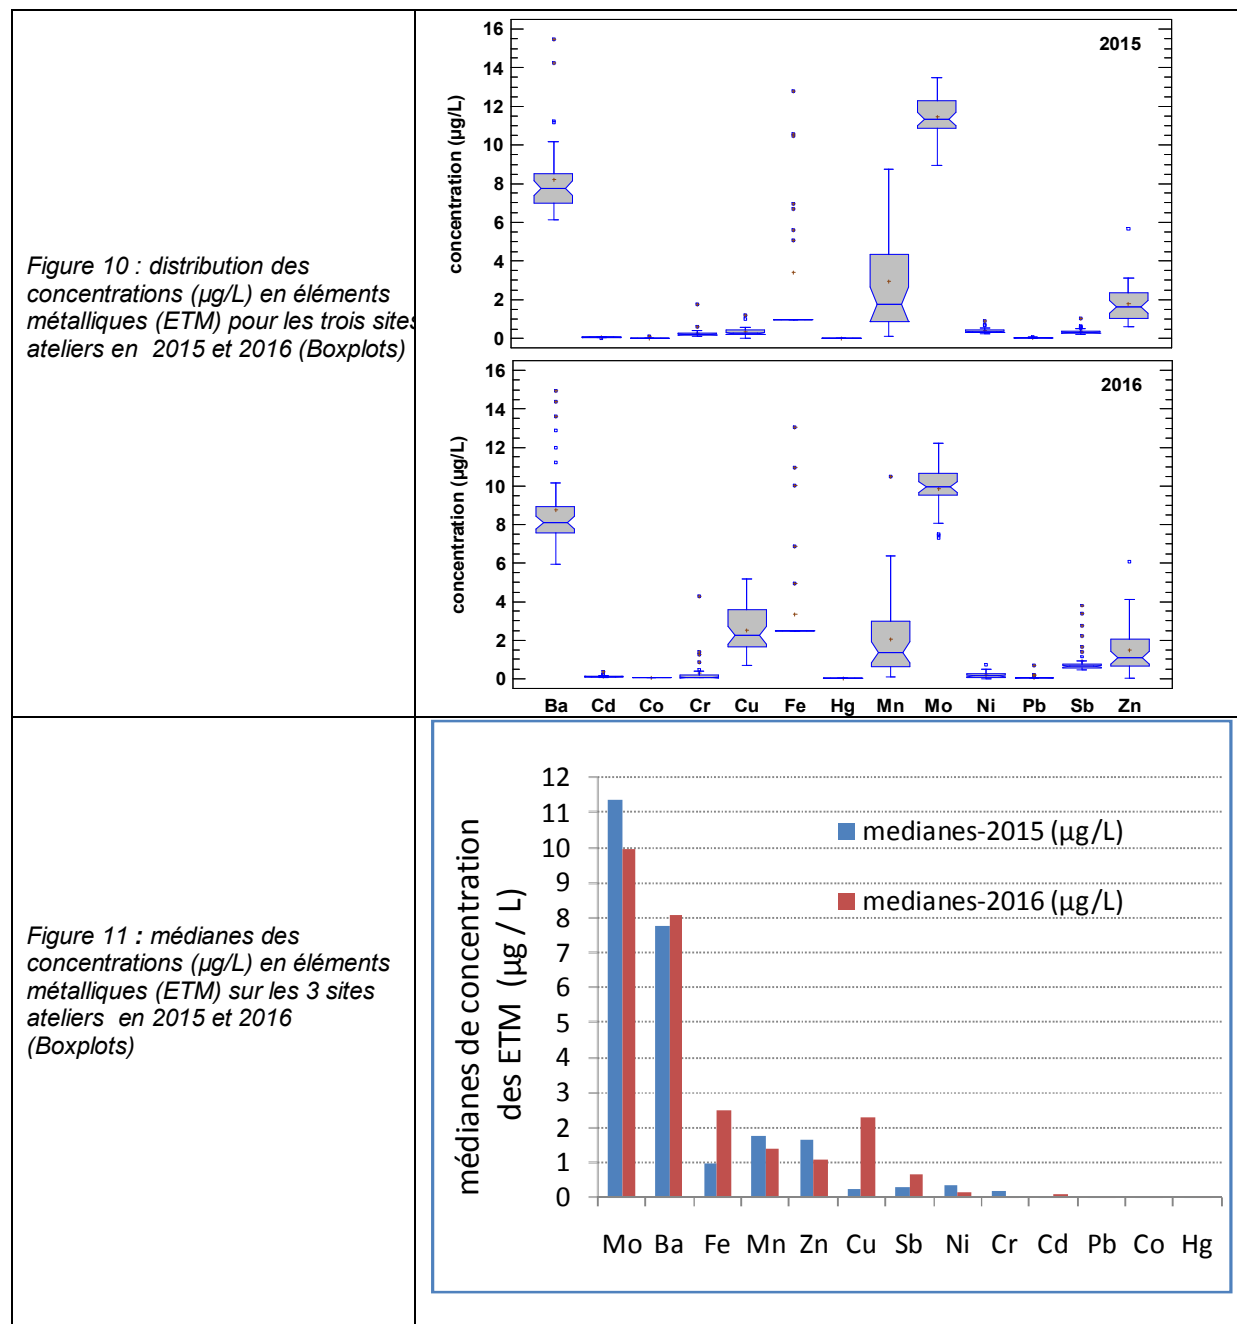 Figure 10 : distribution des
concentrations (µg/L) en éléments
métalliques (ETM) pour les trois sites
ateliers en 2015 et 2016 (Boxplots)
2015
concentration (µg/L)
16
14
12
10
8
6
4
2
0
2016
concentration (µg/L)
16
14
12
10
8
6
4
2
0
Ba Cd Co Cr Cu Fe Hg Mn Mo Ni Pb Sb Zn
Figure 11 : médianes des
concentrations (µg/L) en éléments
métalliques (ETM) sur les 3 sites
ateliers en 2015 et 2016
(Boxplots)
médianes de concentration
des ETM (µg / L)
12
11
10
9
8
7
6
5
4
3
2
1
0
medianes-2015 (µg/L)
medianes-2016 (µg/L)
Mo Ba Fe Mn Zn Cu Sb Ni Cr Cd Pb Co Hg